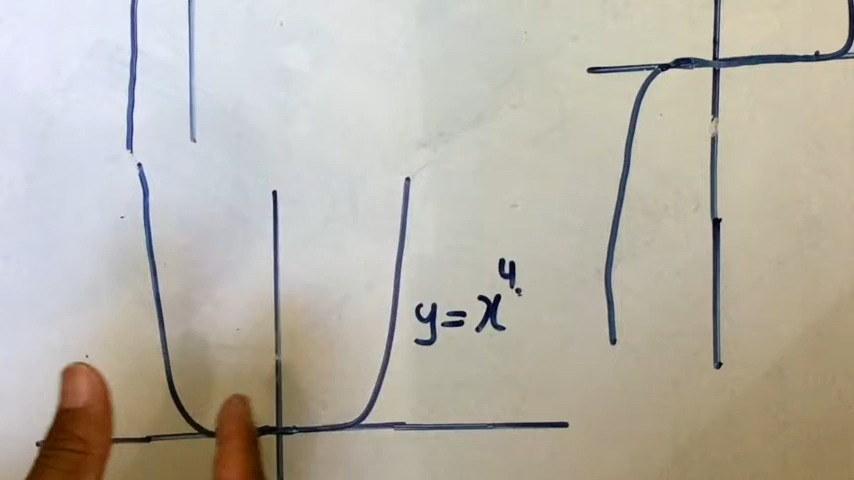 y = x⁴